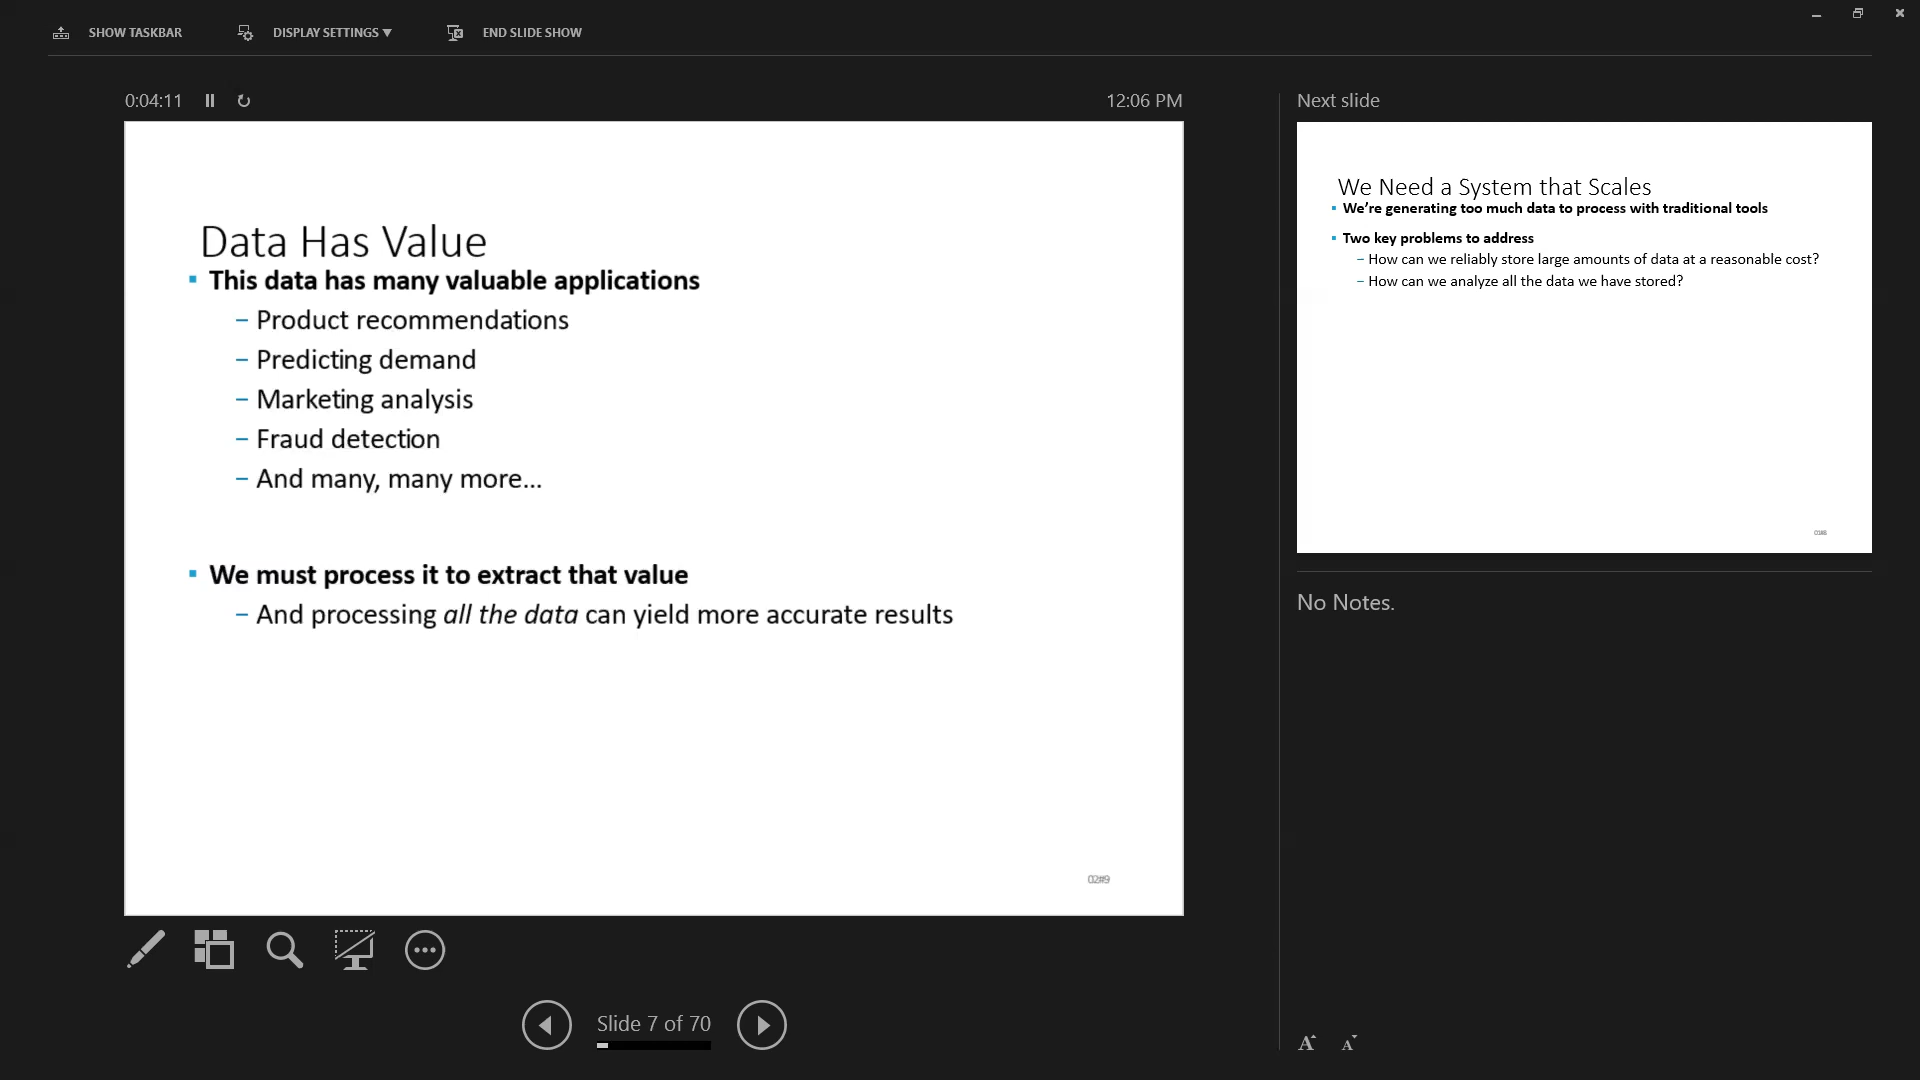 SHOW TASKBAR
DISPLAY SETTINGS ▼
END SLIDE SHOW
0:04:11
12:06 PM
Data Has Value
▪ This data has many valuable applications
– Product recommendations
– Predicting demand
– Marketing analysis
– Fraud detection
– And many, many more...
▪ We must process it to extract that value
– And processing all the data can yield more accurate results
02#9
Slide 7 of 70
Next slide
We Need a System that Scales
▪ We're generating too much data to process with traditional tools
▪ Two key problems to address
– How can we reliably store large amounts of data at a reasonable cost?
– How can we analyze all the data we have stored?
No Notes.
A A